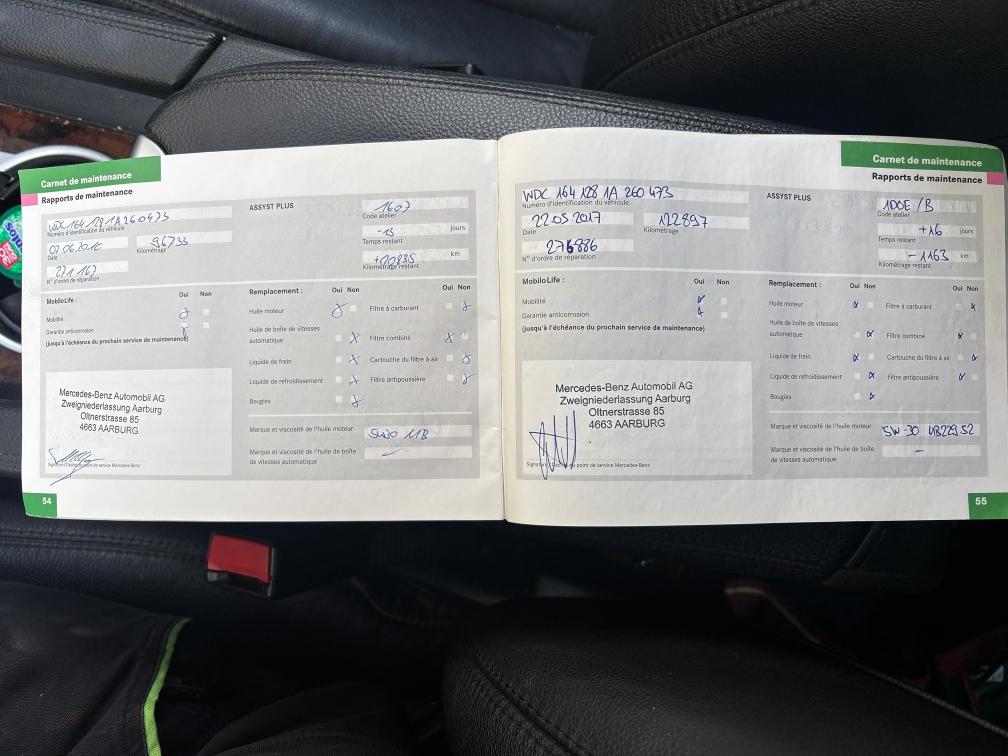 Carnet de maintenance
Rapports de maintenance
WDC 164 128 1A 260473
Numéro d'identification du véhicule
Date
96733
Kilométrage
271 167
N° d'ordre de réparation
ASSYST PLUS
1607
Code atelier
-15 jours
Temps restant
km
Kilométrage restant
MobiloLife :
Oui Non
Mobilité
Garantie anticorrosion
(jusqu'à l'échéance du prochain service de maintenance)
Remplacement :
Oui Non
Oui Non
Huile moteur
Filtre à carburant
Huile de boîte de vitesses
automatique
Filtre combiné
Liquide de frein
Cartouche du filtre à air
Liquide de refroidissement
Filtre antipoussière
Bougies
Mercedes-Benz Automobil AG
Zweigniederlassung Aarburg
Oltnerstrasse 85
4663 AARBURG
Marque et viscosité de l'huile moteur
5W30 MB
Marque et viscosité de l'huile de boîte
de vitesses automatique
54
Carnet de maintenance
Rapports de maintenance
WDC 164 128 1A 260 473
Numéro d'identification du véhicule
22.05.2017
Date
122897
Kilométrage
276886
N° d'ordre de réparation
ASSYST PLUS
1DOE/B
Code atelier
+16 jours
Temps restant
-1163 km
Kilométrage restant
MobiloLife :
Oui Non
Mobilité
Garantie anticorrosion
(jusqu'à l'échéance du prochain service de maintenance)
Remplacement :
Oui Non
Oui Non
Huile moteur
Filtre à carburant
Huile de boîte de vitesses
automatique
Filtre combiné
Liquide de frein
Cartouche du filtre à air
Liquide de refroidissement
Filtre antipoussière
Bougies
Mercedes-Benz Automobil AG
Zweigniederlassung Aarburg
Oltnerstrasse 85
4663 AARBURG
du point de service Mercedes-Benz
Marque et viscosité de l'huile moteur
5W-30 MB229.52
Marque et viscosité de l'huile de boîte
de vitesses automatique
-
55